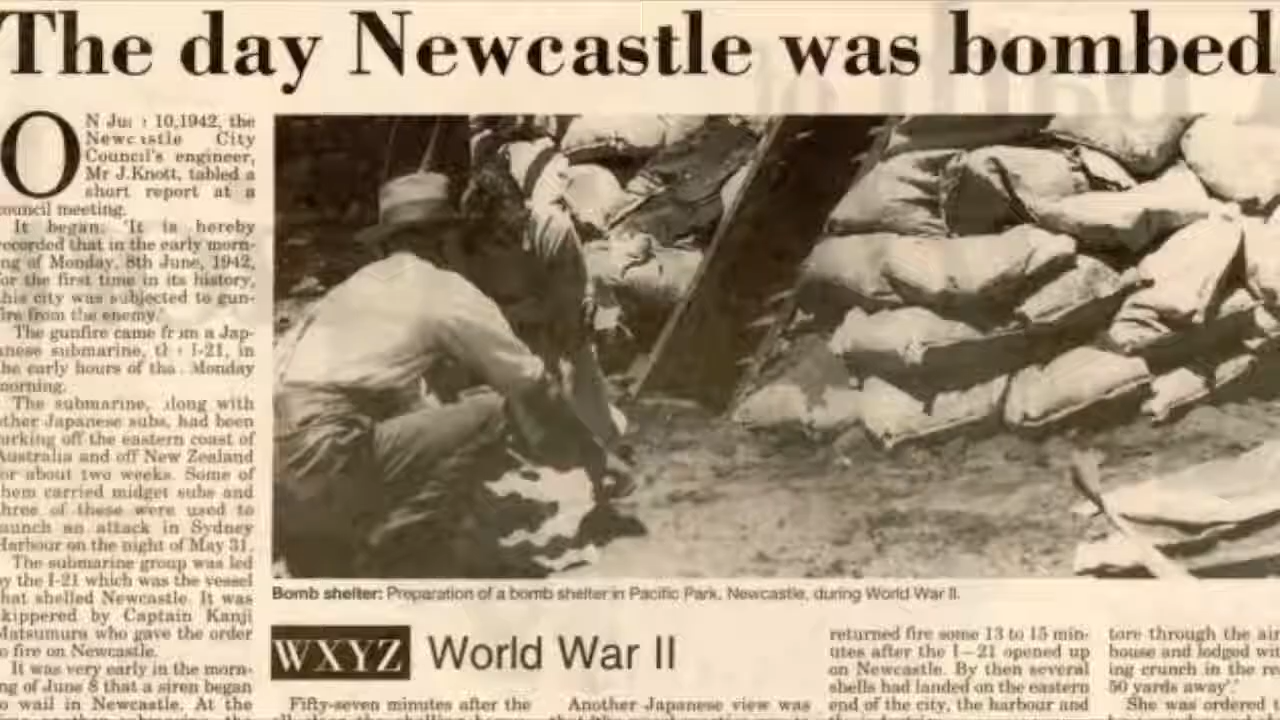 The day Newcastle was bombed
ON Ju 10,1942, the
Newcastle City
Council's engineer,
Mr J.Knott, tabled a
short report at a
council meeting.
It began: 'It is hereby
recorded that in the early morn-
ng of Monday, 8th June, 1942,
for the first time in its history,
this city was subjected to gun-
fire from the enemy.'
The gunfire came from a Jap-
anese submarine, the I-21, in
the early hours of tha Monday
morning.
The submarine, along with
other Japanese subs, had been
urking off the eastern coast of
Australia and off New Zealand
for about two weeks. Some of
them carried midget subs and
three of these were used to
aunch an attack in Sydney
Harbour on the night of May 31.
The submarine group was led
by the I-21 which was the vessel
that shelled Newcastle. It was
skippered by Captain Kanji
Matsumura who gave the order
to fire on Newcastle.
It was very early in the morn-
ng of June 8 that a siren began
to wail in Newcastle. At the
Bomb shelter: Preparation of a bomb shelter in Pacific Park, Newcastle, during World War II.
WXYZ World War II
Fifty-seven minutes after the
Another Japanese view was
returned fire some 13 to 15 min-
utes after the I—21 opened up
on Newcastle. By then several
shells had landed on the eastern
end of the city, the harbour and
tore through the air
house and lodged wit
ing crunch in the re
50 yards away'.'
She was ordered t